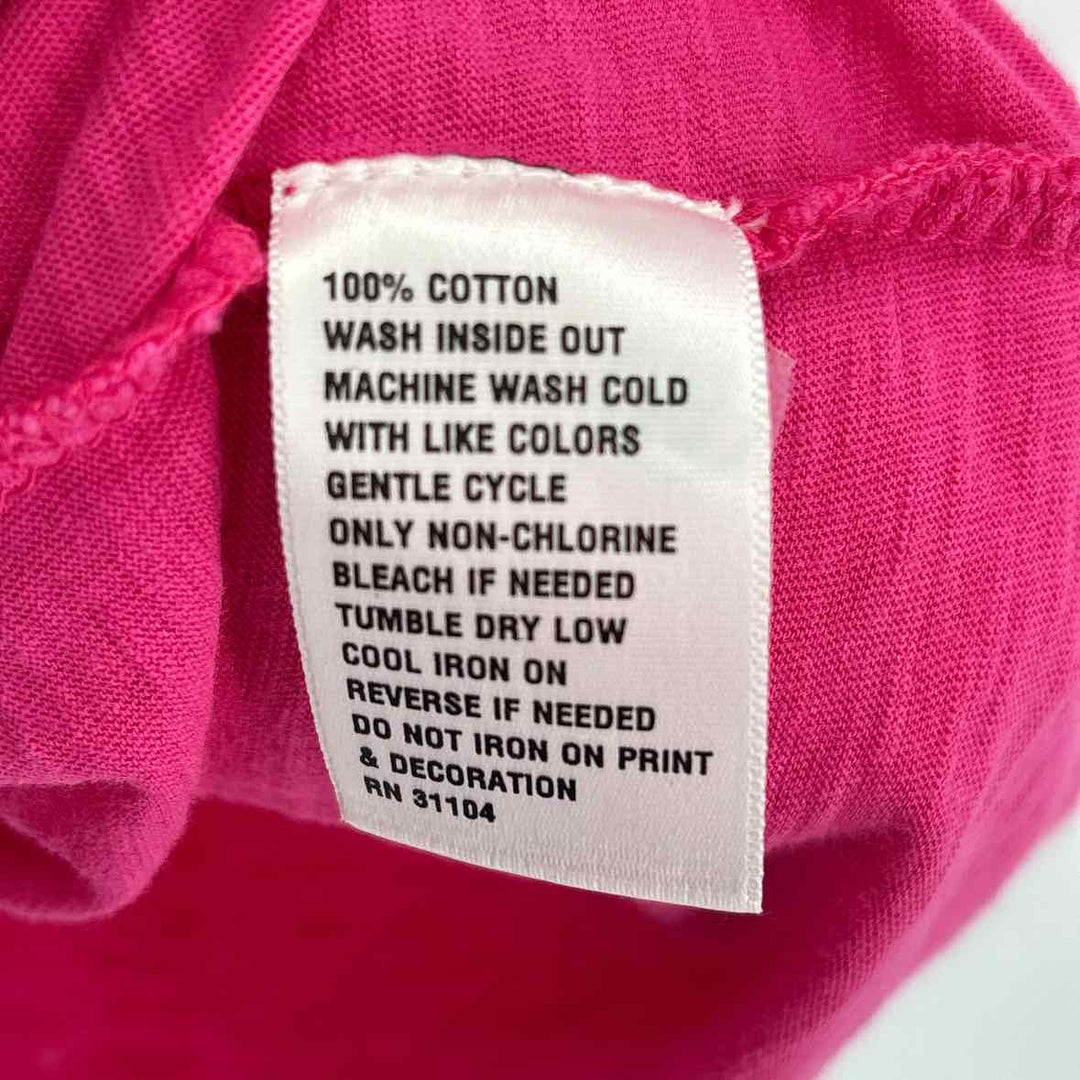 100% COTTON
WASH INSIDE OUT
MACHINE WASH COLD
WITH LIKE COLORS
GENTLE CYCLE
ONLY NON-CHLORINE
BLEACH IF NEEDED
TUMBLE DRY LOW
COOL IRON ON
REVERSE IF NEEDED
DO NOT IRON ON PRINT
& DECORATION
RN 31104